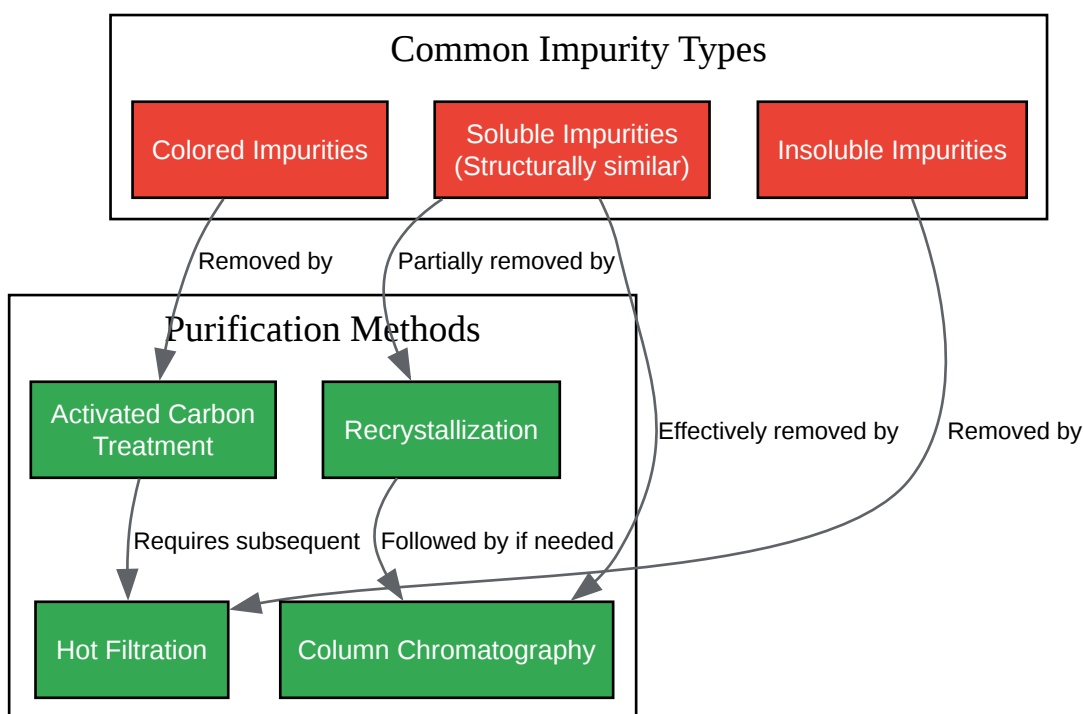 Common Impurity Types
Colored Impurities
Soluble Impurities
(Structurally similar)
Insoluble Impurities
Removed by
Partially removed by
Purification Methods
Activated Carbon
Treatment
Recrystallization
Effectively removed by
Removed by
Requires subsequent
Followed by if needed
Hot Filtration
Column Chromatography